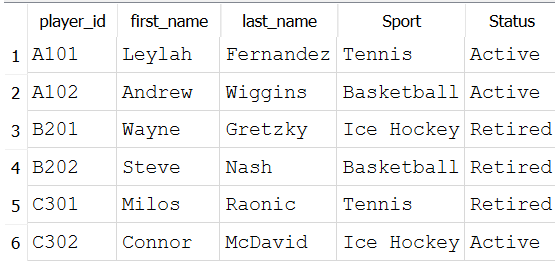 player_id first_name last_name Sport Status
1 A101 Leylah Fernandez Tennis Active
2 A102 Andrew Wiggins Basketball Active
3 B201 Wayne Gretzky Ice Hockey Retired
4 B202 Steve Nash Basketball Retired
5 C301 Milos Raonic Tennis Retired
6 C302 Connor McDavid Ice Hockey Active